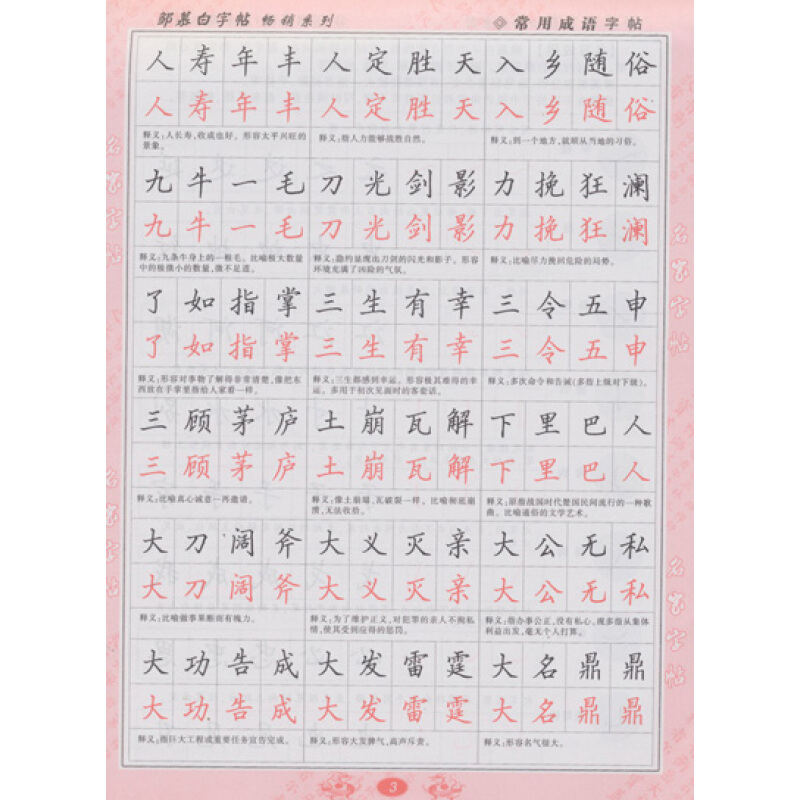 邹慕白字帖 畅销系列
常用成语字帖
人寿年丰 人定胜天 入乡随俗
人寿年丰 人定胜天 入乡随俗
释义：人长寿，收成也好。形容太平兴旺的
景象。
释义：指人力能够战胜自然。
释义：到一个地方，就顺从当地的习俗。
九牛一毛 刀光剑影 力挽狂澜
九牛一毛 刀光剑影 力挽狂澜
释义：九条牛身上的一根毛。比喻极大数量
中的极微小的数量，微不足道。
释义：隐约显现出刀剑的闪光和影子。形容
环境充满了凶险的气氛。
释义：比喻尽力挽回危险的局势。
了如指掌 三生有幸 三令五申
了如指掌 三生有幸 三令五申
释义：形容对事物了解得非常清楚，像把东
西放在手掌里指给人家看一样。
释义：三生都感到幸运。形容极其难得的幸
运。多用于初次见面时的客套话。
释义：多次命令和告诫(多指上级对下级)。
三顾茅庐 土崩瓦解 下里巴人
三顾茅庐 土崩瓦解 下里巴人
释义：比喻真心诚意一再邀请。
释义：像土崩塌，瓦破裂一样。比喻彻底崩
溃，无法收拾。
释义：原指战国时代楚国民间流行的一种歌
曲。比喻通俗的文学艺术。
大刀阔斧 大义灭亲 大公无私
大刀阔斧 大义灭亲 大公无私
释义：比喻做事果断而有魄力。
释义：为了维护正义，对犯罪的亲人不徇私
情，使其受到应得的惩罚。
释义：指办事公正，没有私心，现多指从集体
利益出发，毫无个人打算。
大功告成 大发雷霆 大名鼎鼎
大功告成 大发雷霆 大名鼎鼎
释义：指巨大工程或重要任务宣告完成。
释义：形容大发脾气，高声斥责。
释义：形容名气很大。
名家字帖
名家字帖
名家字帖
名家字帖
3